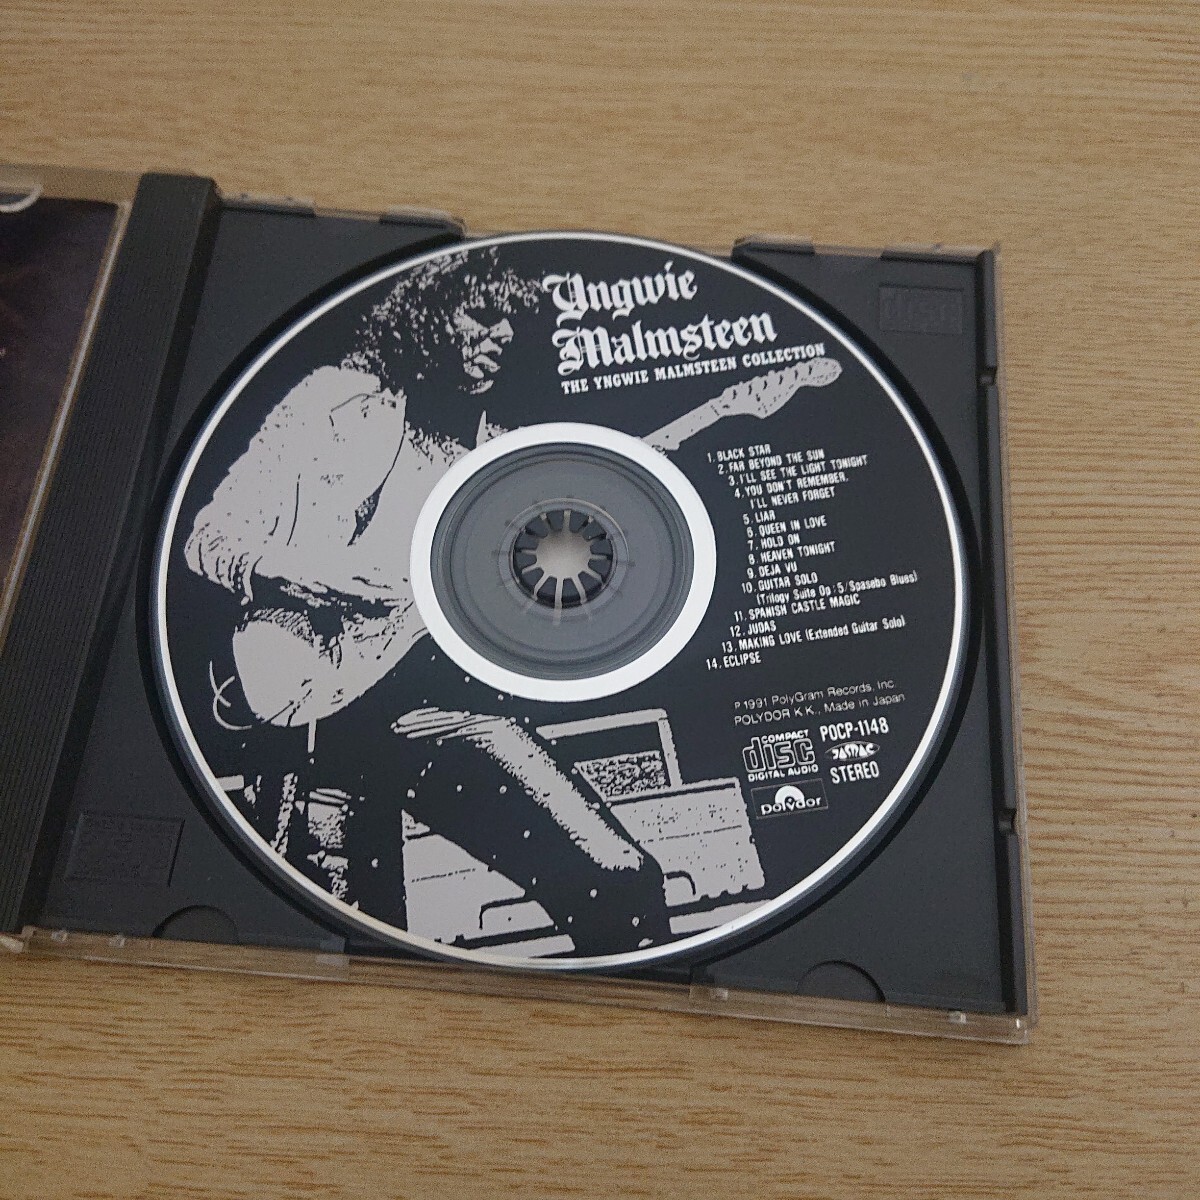 Yngwie
Malmsteen
THE YNGWIE MALMSTEEN COLLECTION
1. BLACK STAR
2. FAR BEYOND THE SUN
3. I'LL SEE THE LIGHT TONIGHT
4. YOU DON'T REMEMBER,
I'LL NEVER FORGET
5. LIAR
6. QUEEN IN LOVE
7. HOLD ON
8. HEAVEN TONIGHT
9. DEJA VU
10. GUITAR SOLO
(Trilogy Suite Op:5/Spasebo Blues)
11. SPANISH CASTLE MAGIC
12. JUDAS
13. MAKING LOVE (Extended Guitar Solo)
14. ECLIPSE
℗ 1991 PolyGram Records, Inc.
POLYDOR K.K., Made in Japan
COMPACT
disc
DIGITAL AUDIO
POCP-1148
JASRAC
STEREO
polydor
disc